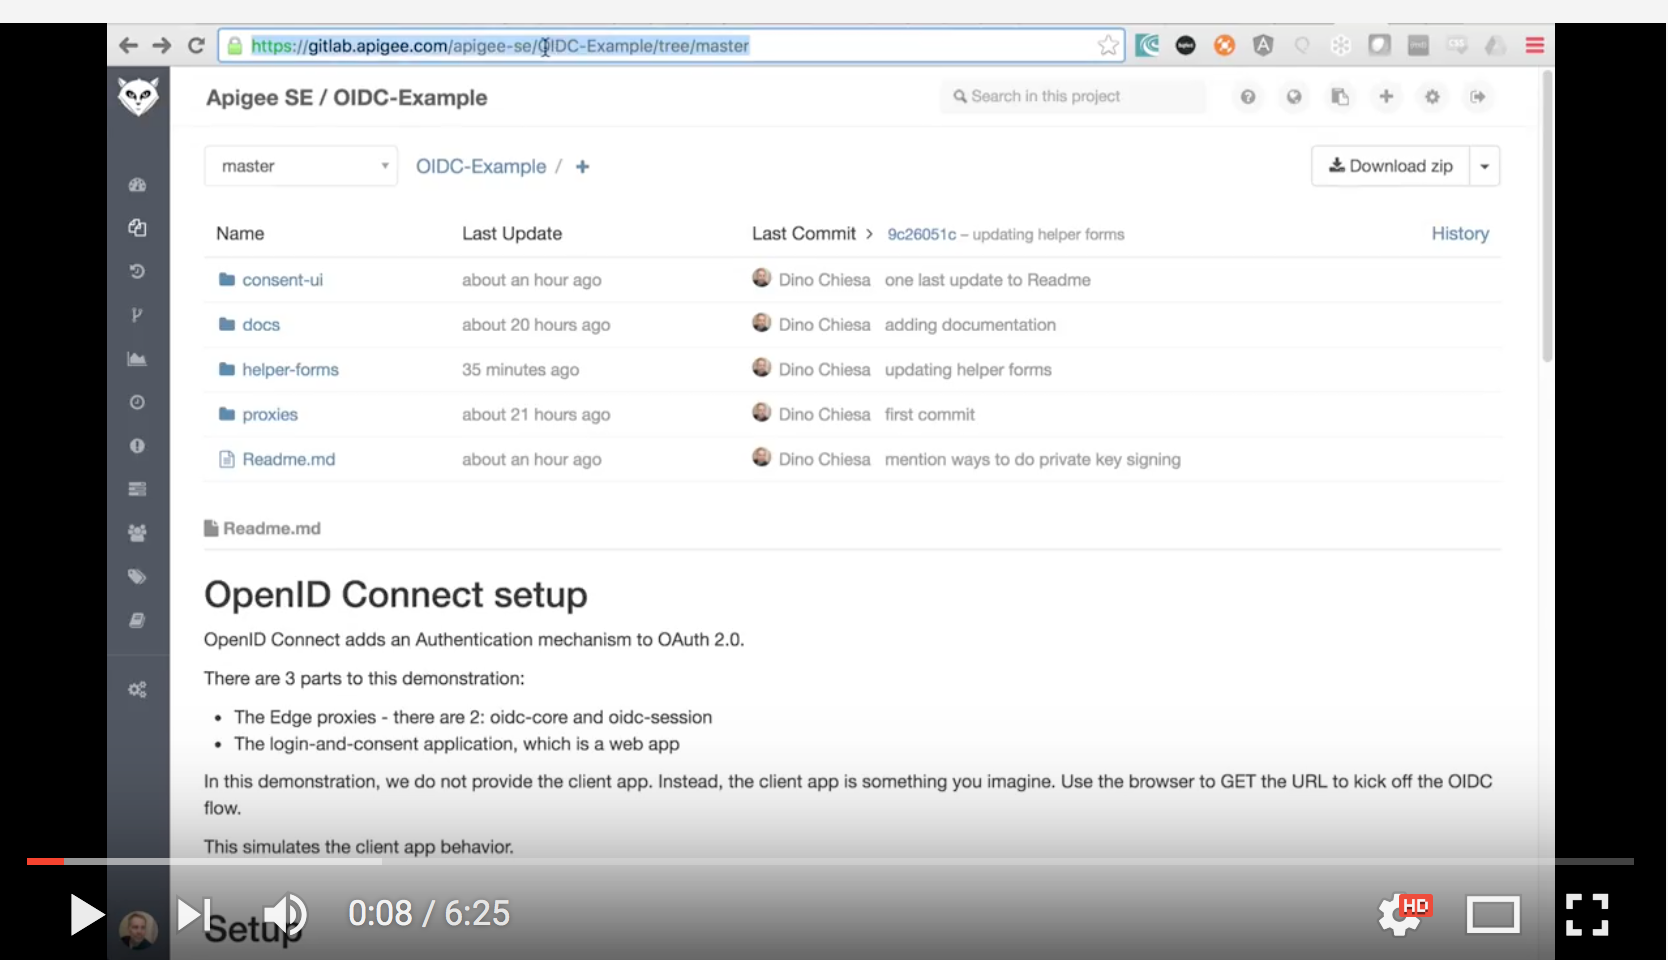 https://gitlab.apigee.com/apigee-se/OIDC-Example/tree/master
Apigee SE / OIDC-Example
Search in this project
master
OIDC-Example / +
Download zip
Name Last Update Last Commit > 9c26051c – updating helper forms History
consent-ui about an hour ago Dino Chiesa one last update to Readme
docs about 20 hours ago Dino Chiesa adding documentation
helper-forms 35 minutes ago Dino Chiesa updating helper forms
proxies about 21 hours ago Dino Chiesa first commit
Readme.md about an hour ago Dino Chiesa mention ways to do private key signing
Readme.md
OpenID Connect setup
OpenID Connect adds an Authentication mechanism to OAuth 2.0.
There are 3 parts to this demonstration:
• The Edge proxies - there are 2: oidc-core and oidc-session
• The login-and-consent application, which is a web app
In this demonstration, we do not provide the client app. Instead, the client app is something you imagine. Use the browser to GET the URL to kick off the OIDC
flow.
This simulates the client app behavior.
Setup
0:08 / 6:25
HD